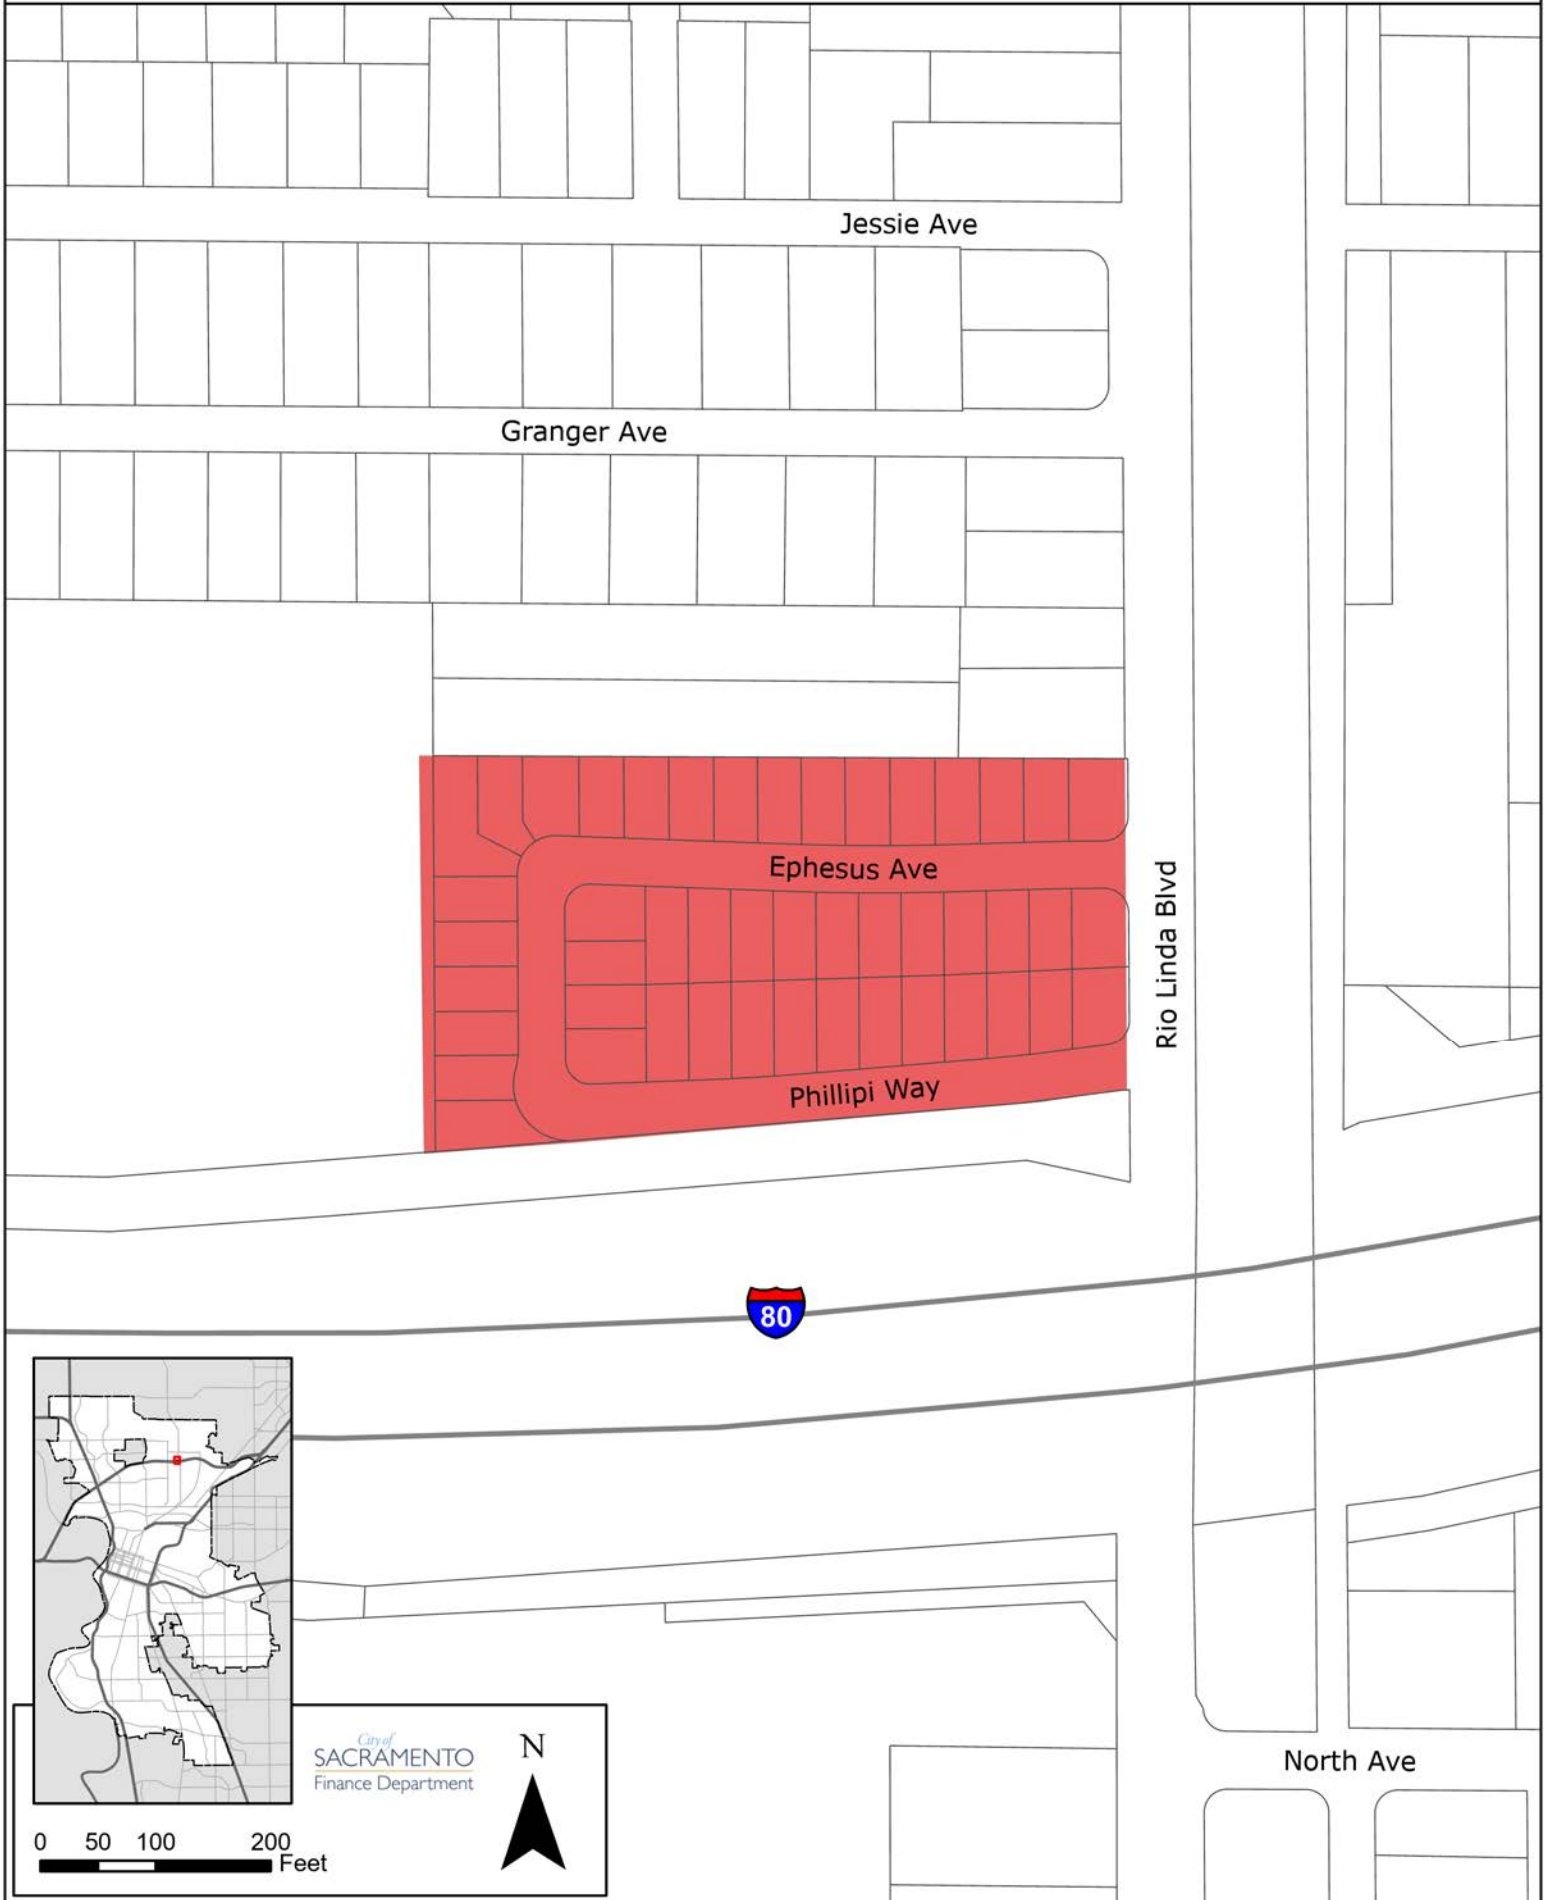 Jessie Ave
Granger Ave
Ephesus Ave
Rio Linda Blvd
Phillipi Way
80
City of
SACRAMENTO
Finance Department
N
North Ave
0 50 100 200
Feet